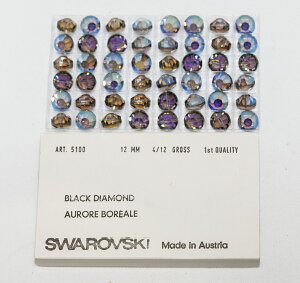 ART. 5100 12 MM 4/12 GROSS 1st QUALITY
BLACK DIAMOND
AURORE BOREALE
SWAROVSKI Made in Austria